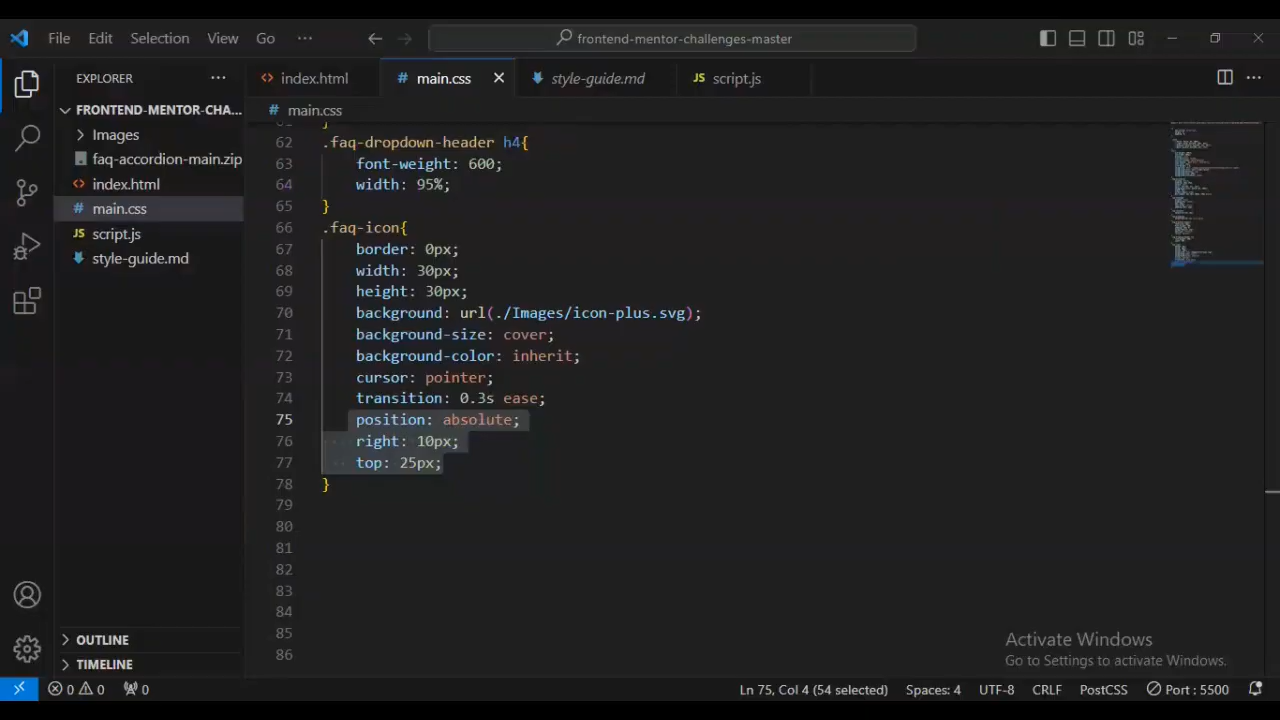 File Edit Selection View Go ··· frontend-mentor-challenges-master
EXPLORER ··· index.html # main.css style-guide.md JS script.js ···
FRONTEND-MENTOR-CHA... # main.css
Images
faq-accordion-main.zip
index.html
# main.css
JS script.js
style-guide.md
62 .faq-dropdown-header h4{
63 font-weight: 600;
64 width: 95%;
65 }
66 .faq-icon{
67 border: 0px;
68 width: 30px;
69 height: 30px;
70 background: url(./Images/icon-plus.svg);
71 background-size: cover;
72 background-color: inherit;
73 cursor: pointer;
74 transition: 0.3s ease;
75 position: absolute;
76 right: 10px;
77 top: 25px;
78 }
79
80
81
82
83
84
85
86
OUTLINE
TIMELINE
Activate Windows
Go to Settings to activate Windows.
0 0 0 Ln 75, Col 4 (54 selected) Spaces: 4 UTF-8 CRLF PostCSS Port : 5500